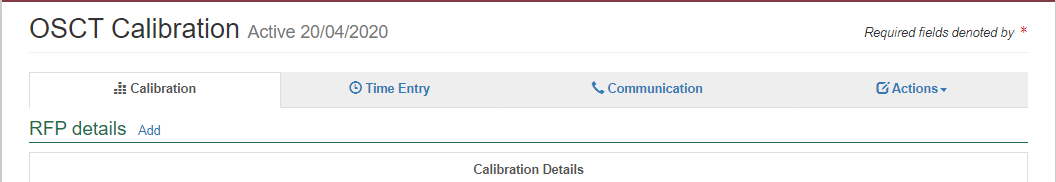 OSCT Calibration Active 20/04/2020
Required fields denoted by *
Calibration
Time Entry
Communication
Actions
RFP details Add
Calibration Details